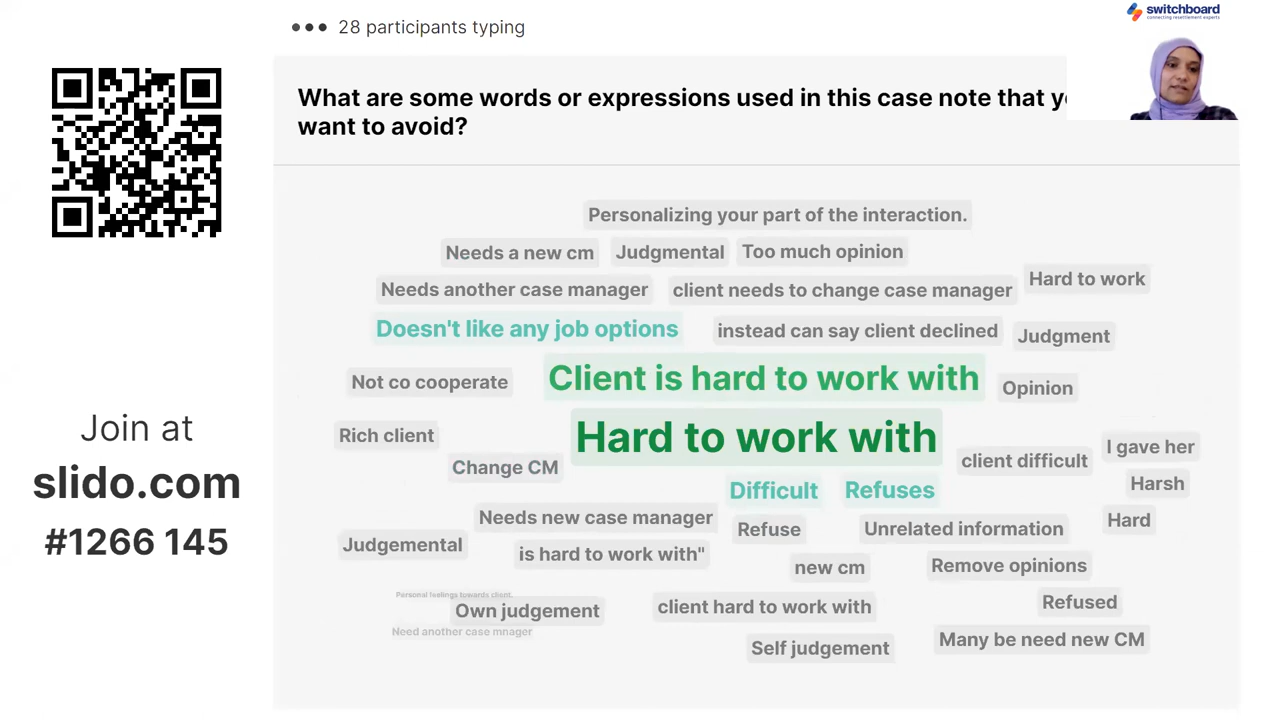 28 participants typing
switchboard
connecting resettlement experts
What are some words or expressions used in this case note that
want to avoid?
Personalizing your part of the interaction.
Needs a new cm
Judgmental
Too much opinion
Hard to work
Needs another case manager
client needs to change case manager
Doesn't like any job options
instead can say client declined
Judgment
Not co cooperate
Client is hard to work with
Opinion
Rich client
Hard to work with
I gave her
Change CM
client difficult
Harsh
Difficult
Refuses
Needs new case manager
Refuse
Unrelated information
Hard
Judgemental
is hard to work with"
new cm
Remove opinions
Personal feelings towards client.
Own judgement
client hard to work with
Refused
Need another case mnager
Self judgement
Many be need new CM
Join at
slido.com
#1266 145